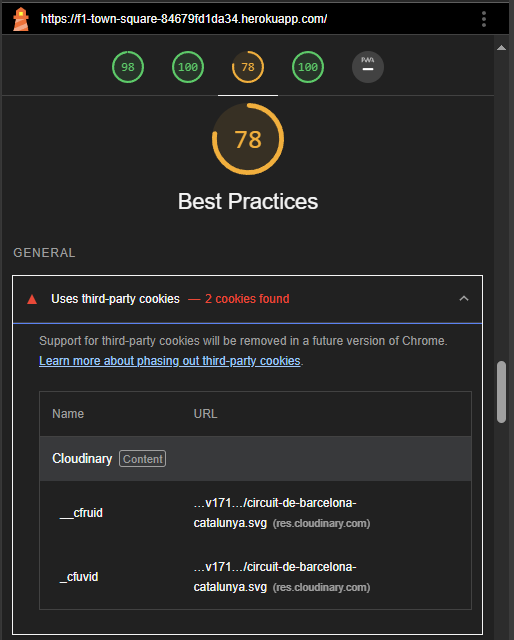 https://f1-town-square-84679fd1da34.herokuapp.com/
98 100 78 100 PWA
78
Best Practices
GENERAL
Uses third-party cookies — 2 cookies found
Support for third-party cookies will be removed in a future version of Chrome.
Learn more about phasing out third-party cookies.
Name URL
Cloudinary Content
__cfruid …v171…/circuit-de-barcelona-
catalunya.svg (res.cloudinary.com)
_cfuvid …v171…/circuit-de-barcelona-
catalunya.svg (res.cloudinary.com)